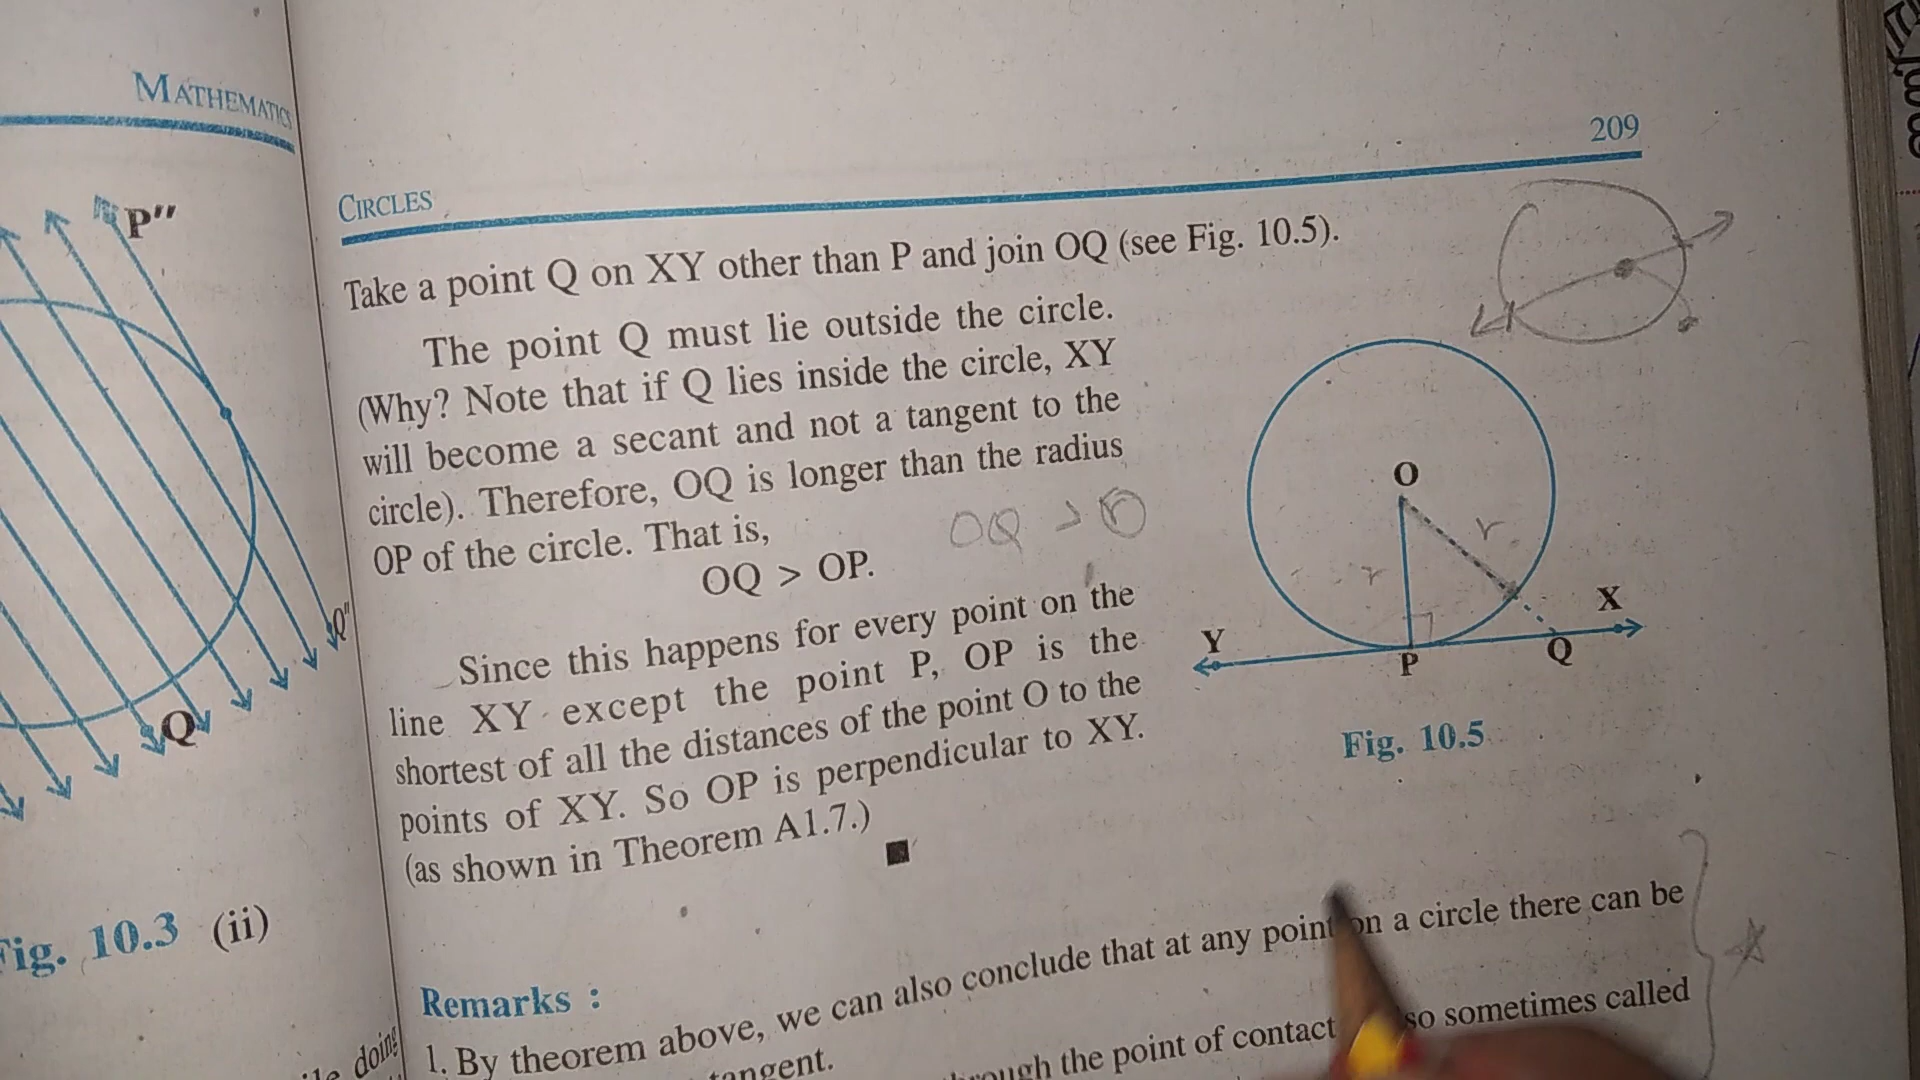 MATHEMATICS
P"
Q"
Q
Fig. 10.3 (ii)
doing
209
CIRCLES
Take a point Q on XY other than P and join OQ (see Fig. 10.5).
The point Q must lie outside the circle.
(Why? Note that if Q lies inside the circle, XY
will become a secant and not a tangent to the
circle). Therefore, OQ is longer than the radius
OP of the circle. That is,
OQ >
OQ > OP.
Since this happens for every point on the
line XY except the point P, OP is the
shortest of all the distances of the point O to the
points of XY. So OP is perpendicular to XY.
(as shown in Theorem A1.7.)
O
r
r
X
Y
P
Q
Fig. 10.5
Remarks :
1. By theorem above, we can also conclude that at any point on a circle there can be
tangent.
through the point of contact so sometimes called